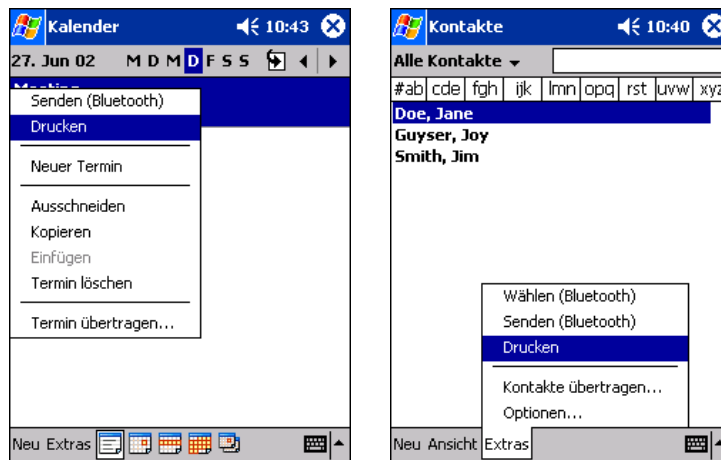 Kalender 10:43
27. Jun 02 M D M D F S S
Meeting
Senden (Bluetooth)
Drucken
Neuer Termin
Ausschneiden
Kopieren
Einfügen
Termin löschen
Termin übertragen...
Neu Extras
Kontakte 10:40
Alle Kontakte
#ab cde fgh ijk lmn opq rst uvw xyz
Doe, Jane
Guyser, Joy
Smith, Jim
Wählen (Bluetooth)
Senden (Bluetooth)
Drucken
Kontakte übertragen...
Optionen...
Neu Ansicht Extras